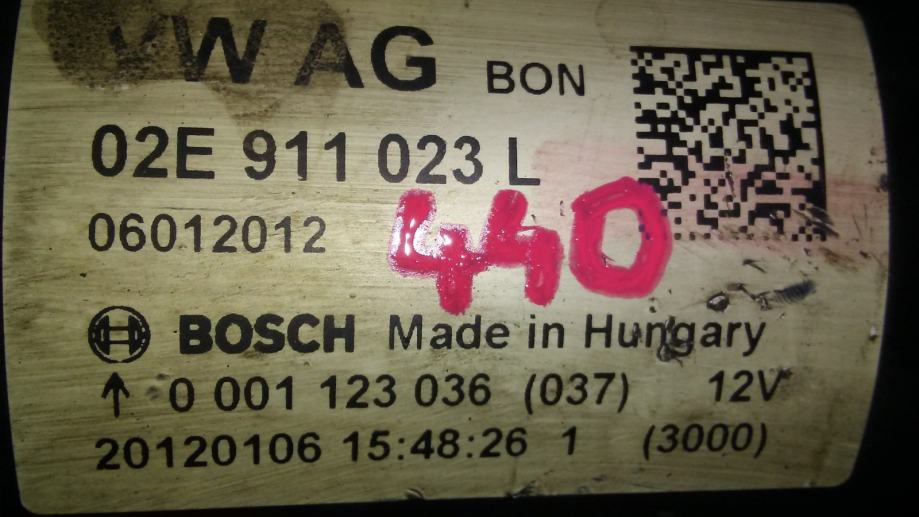 VW AG BON
02E 911 023 L
06012012
440
BOSCH Made in Hungary
↑ 0 001 123 036 (037) 12V
20120106 15:48:26 1 (3000)